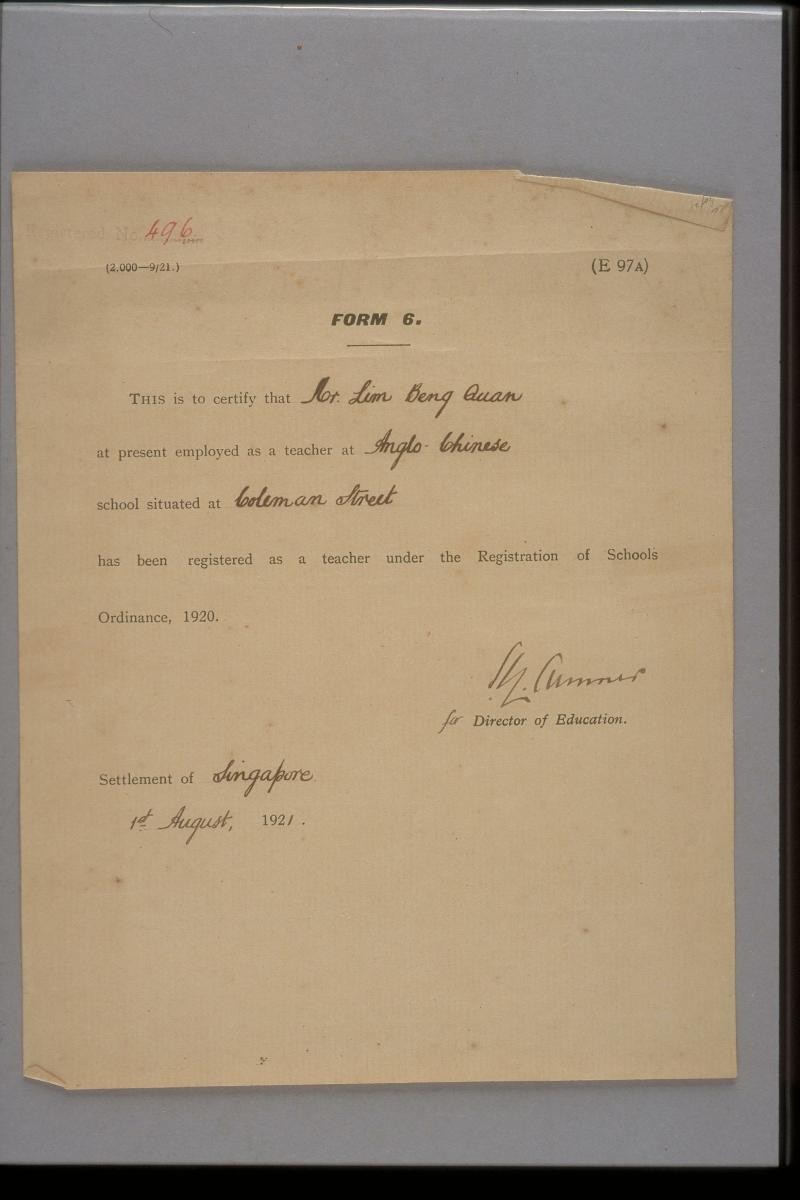 Registered No. 496
(2,000—9/21.)
(E 97A)
FORM 6.
THIS is to certify that Mr. Lim Beng Quan
at present employed as a teacher at Anglo-Chinese
school situated at Coleman Street
has been registered as a teacher under the Registration of Schools
Ordinance, 1920.
for Director of Education.
Settlement of Singapore
1st August, 1921.